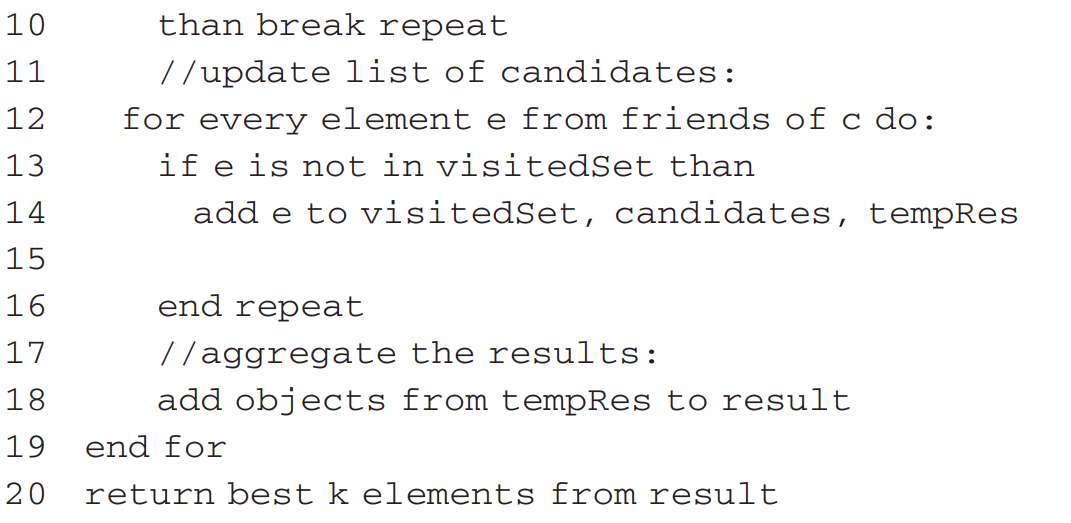 10 than break repeat
11 //update list of candidates:
12 for every element e from friends of c do:
13 if e is not in visitedSet than
14 add e to visitedSet, candidates, tempRes
15
16 end repeat
17 //aggregate the results:
18 add objects from tempRes to result
19 end for
20 return best k elements from result